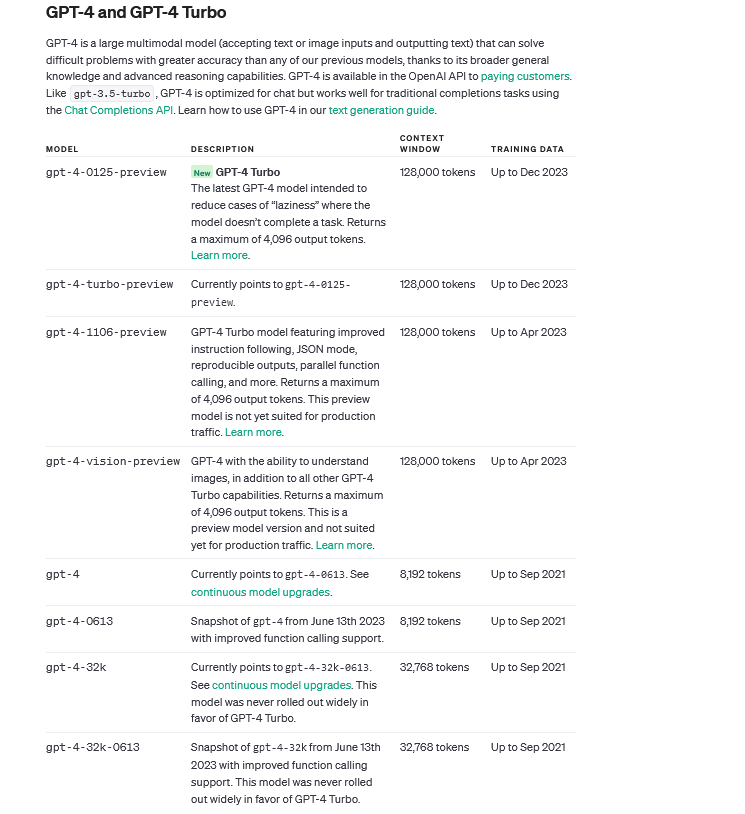 GPT-4 and GPT-4 Turbo
GPT-4 is a large multimodal model (accepting text or image inputs and outputting text) that can solve
difficult problems with greater accuracy than any of our previous models, thanks to its broader general
knowledge and advanced reasoning capabilities. GPT-4 is available in the OpenAI API to paying customers.
Like gpt-3.5-turbo , GPT-4 is optimized for chat but works well for traditional completions tasks using
the Chat Completions API. Learn how to use GPT-4 in our text generation guide.
MODEL DESCRIPTION CONTEXT WINDOW TRAINING DATA
gpt-4-0125-preview New GPT-4 Turbo 128,000 tokens Up to Dec 2023
The latest GPT-4 model intended to
reduce cases of “laziness” where the
model doesn’t complete a task. Returns
a maximum of 4,096 output tokens.
Learn more.
gpt-4-turbo-preview Currently points to gpt-4-0125- 128,000 tokens Up to Dec 2023
preview.
gpt-4-1106-preview GPT-4 Turbo model featuring improved 128,000 tokens Up to Apr 2023
instruction following, JSON mode,
reproducible outputs, parallel function
calling, and more. Returns a maximum
of 4,096 output tokens. This preview
model is not yet suited for production
traffic. Learn more.
gpt-4-vision-preview GPT-4 with the ability to understand 128,000 tokens Up to Apr 2023
images, in addition to all other GPT-4
Turbo capabilities. Returns a maximum
of 4,096 output tokens. This is a
preview model version and not suited
yet for production traffic. Learn more.
gpt-4 Currently points to gpt-4-0613. See 8,192 tokens Up to Sep 2021
continuous model upgrades.
gpt-4-0613 Snapshot of gpt-4 from June 13th 2023 8,192 tokens Up to Sep 2021
with improved function calling support.
gpt-4-32k Currently points to gpt-4-32k-0613. 32,768 tokens Up to Sep 2021
See continuous model upgrades. This
model was never rolled out widely in
favor of GPT-4 Turbo.
gpt-4-32k-0613 Snapshot of gpt-4-32k from June 13th 32,768 tokens Up to Sep 2021
2023 with improved function calling
support. This model was never rolled
out widely in favor of GPT-4 Turbo.